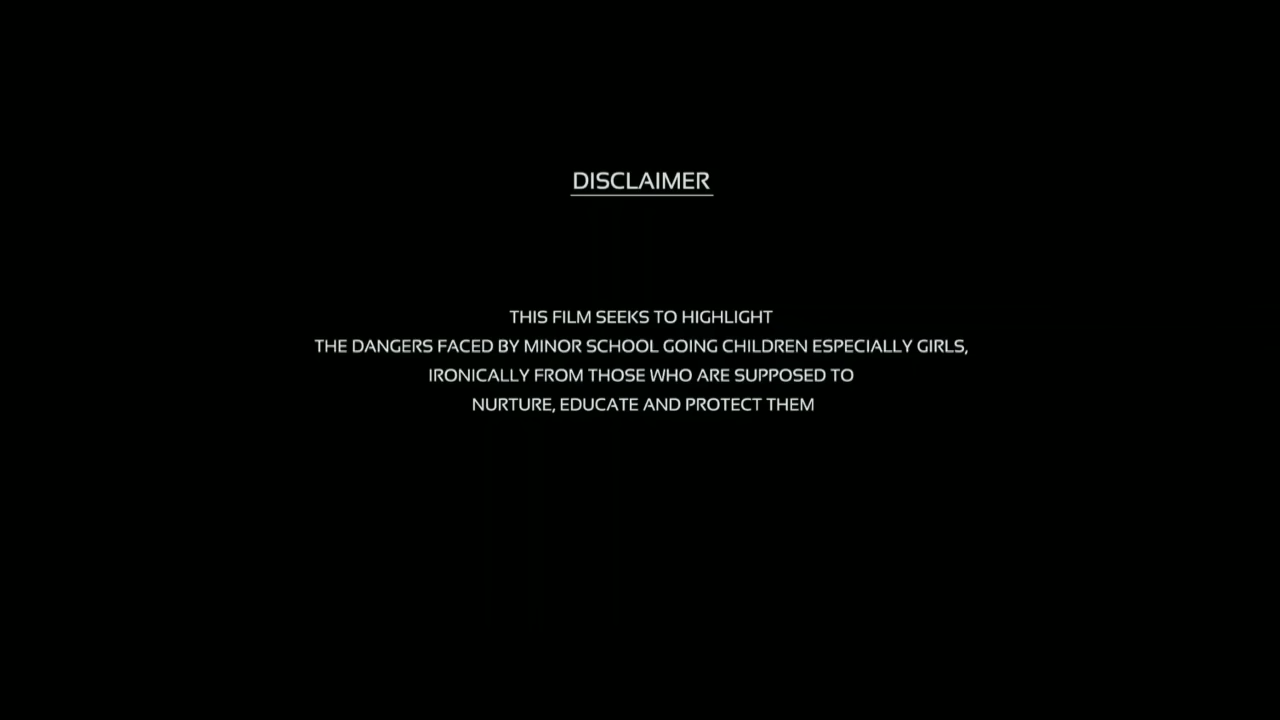 DISCLAIMER
THIS FILM SEEKS TO HIGHLIGHT
THE DANGERS FACED BY MINOR SCHOOL GOING CHILDREN ESPECIALLY GIRLS,
IRONICALLY FROM THOSE WHO ARE SUPPOSED TO
NURTURE, EDUCATE AND PROTECT THEM